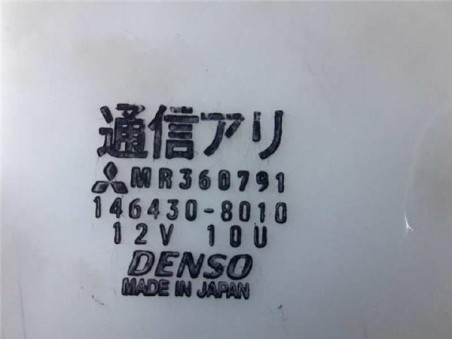 通信アリ
MR360791
146430-8010
12V 10U
DENSO
MADE IN JAPAN